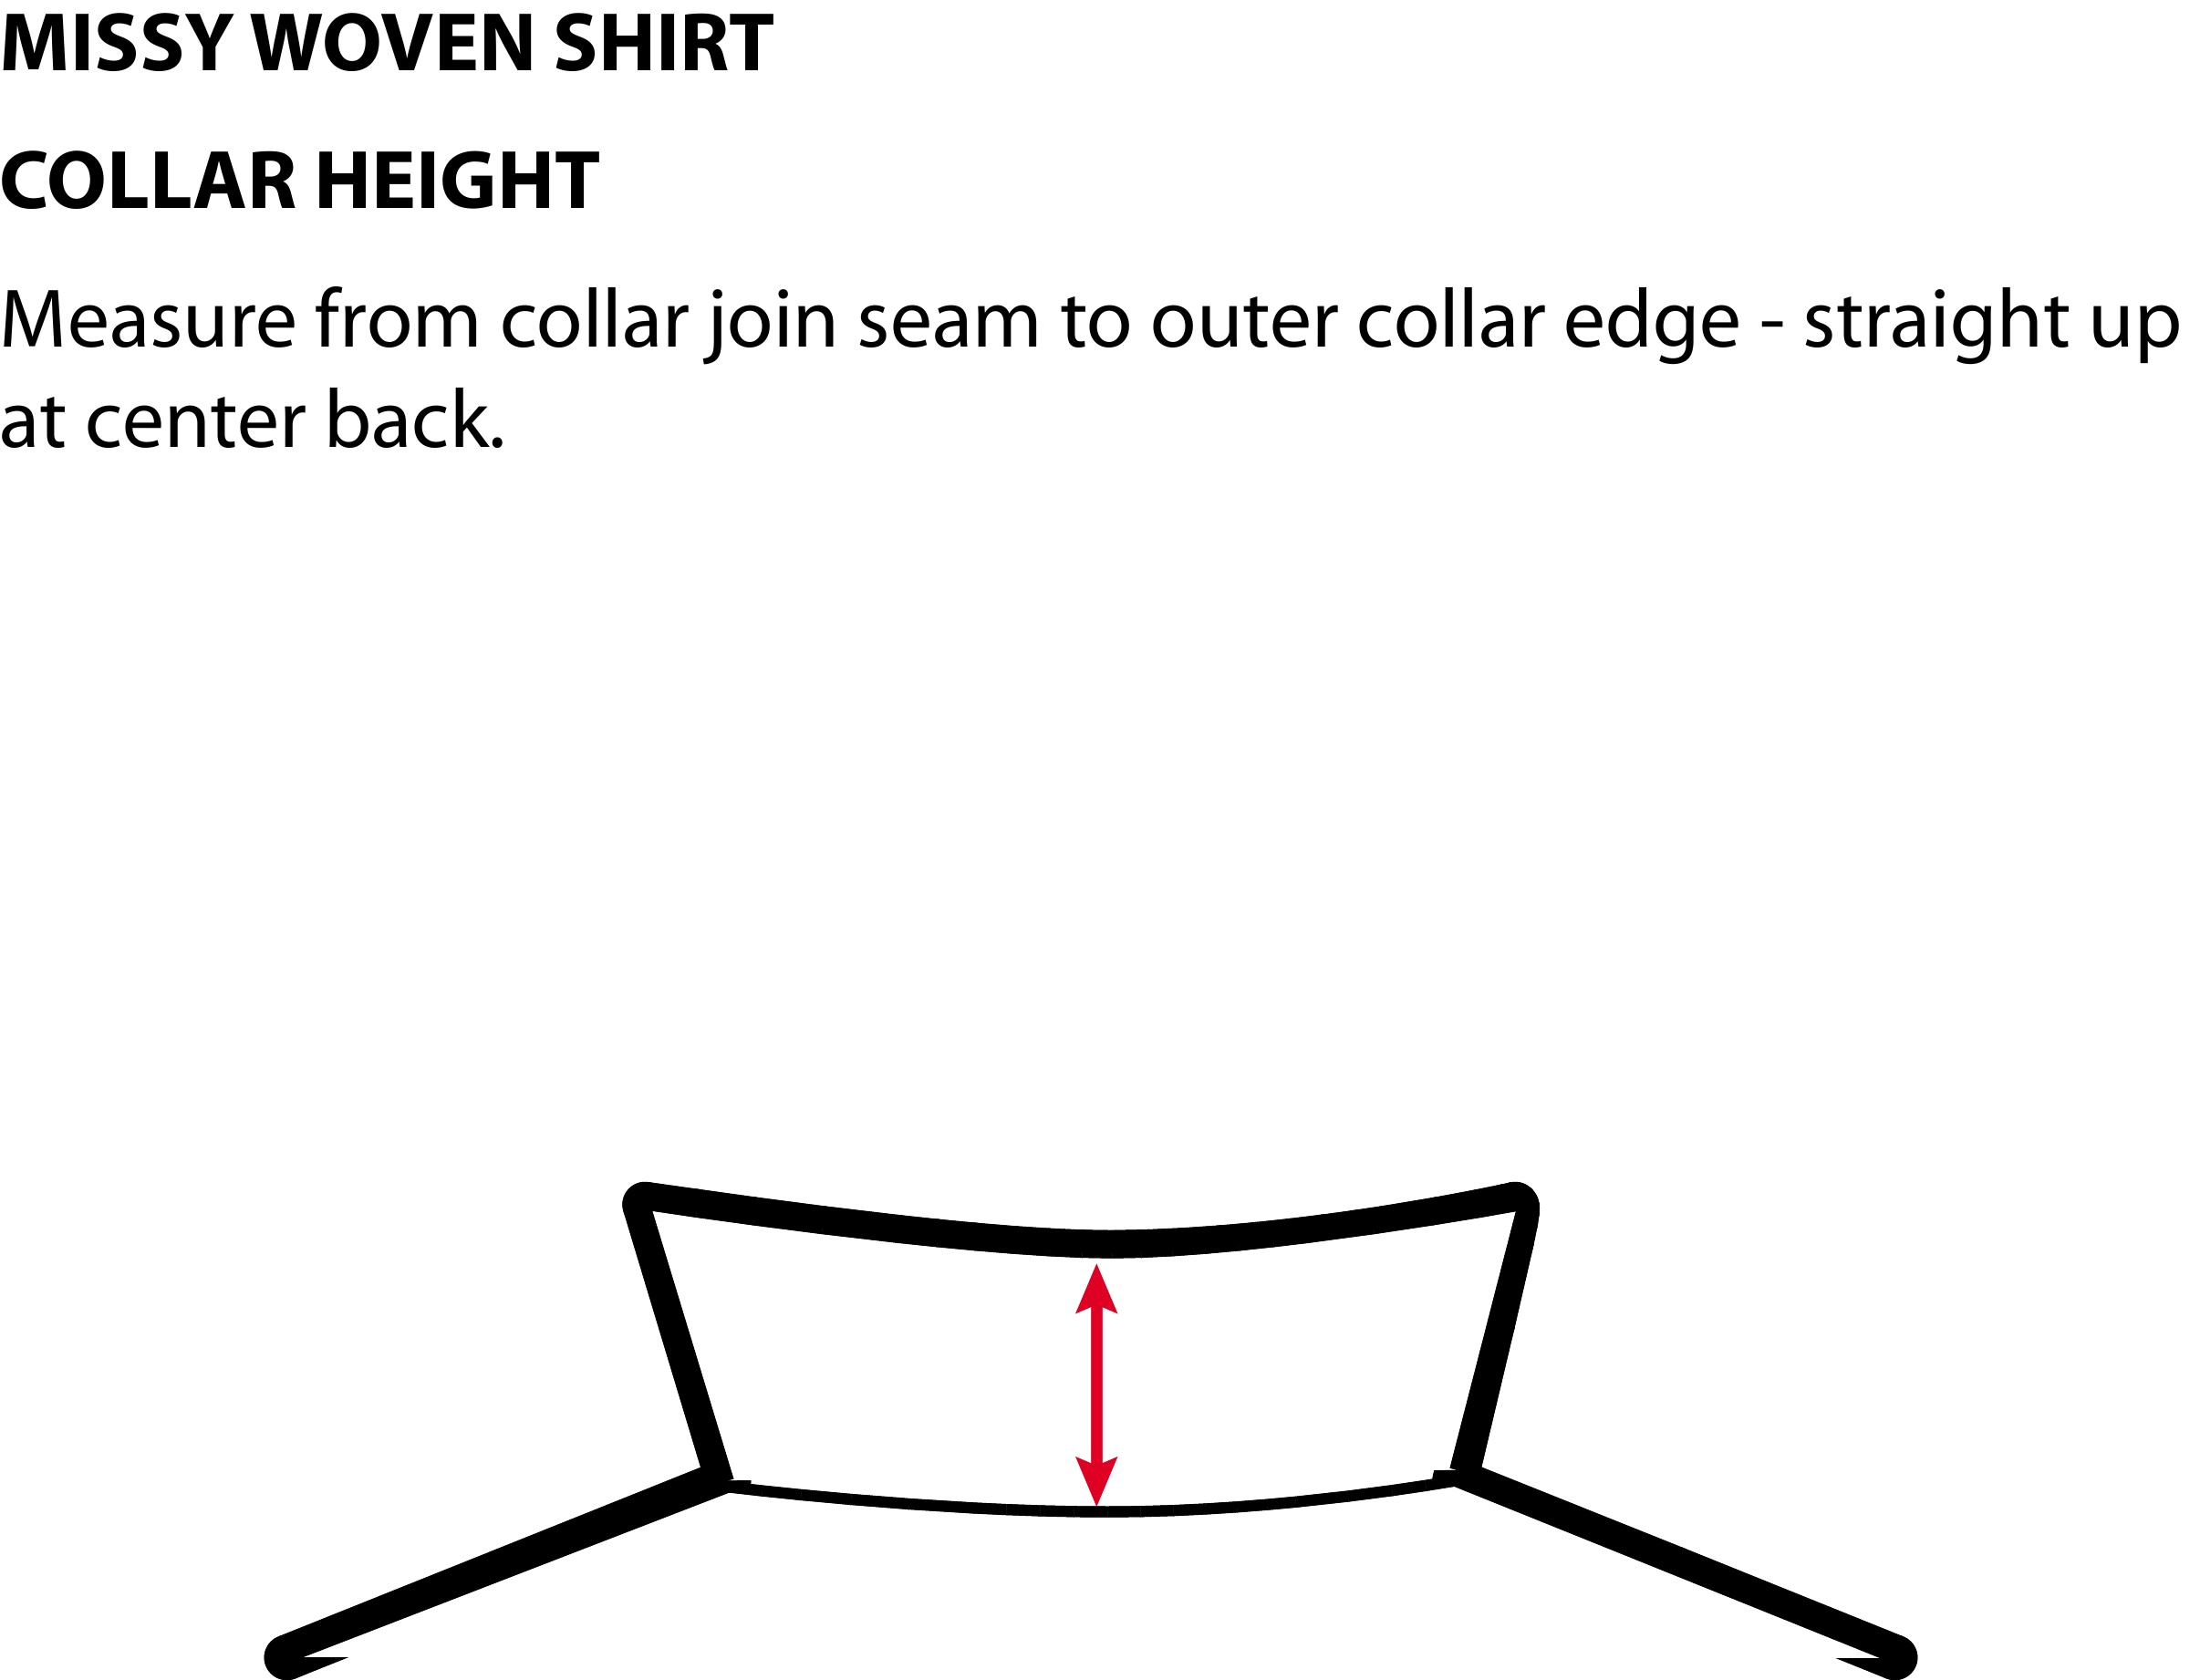 MISSY WOVEN SHIRT
COLLAR HEIGHT
Measure from collar join seam to outer collar edge - straight up
at center back.